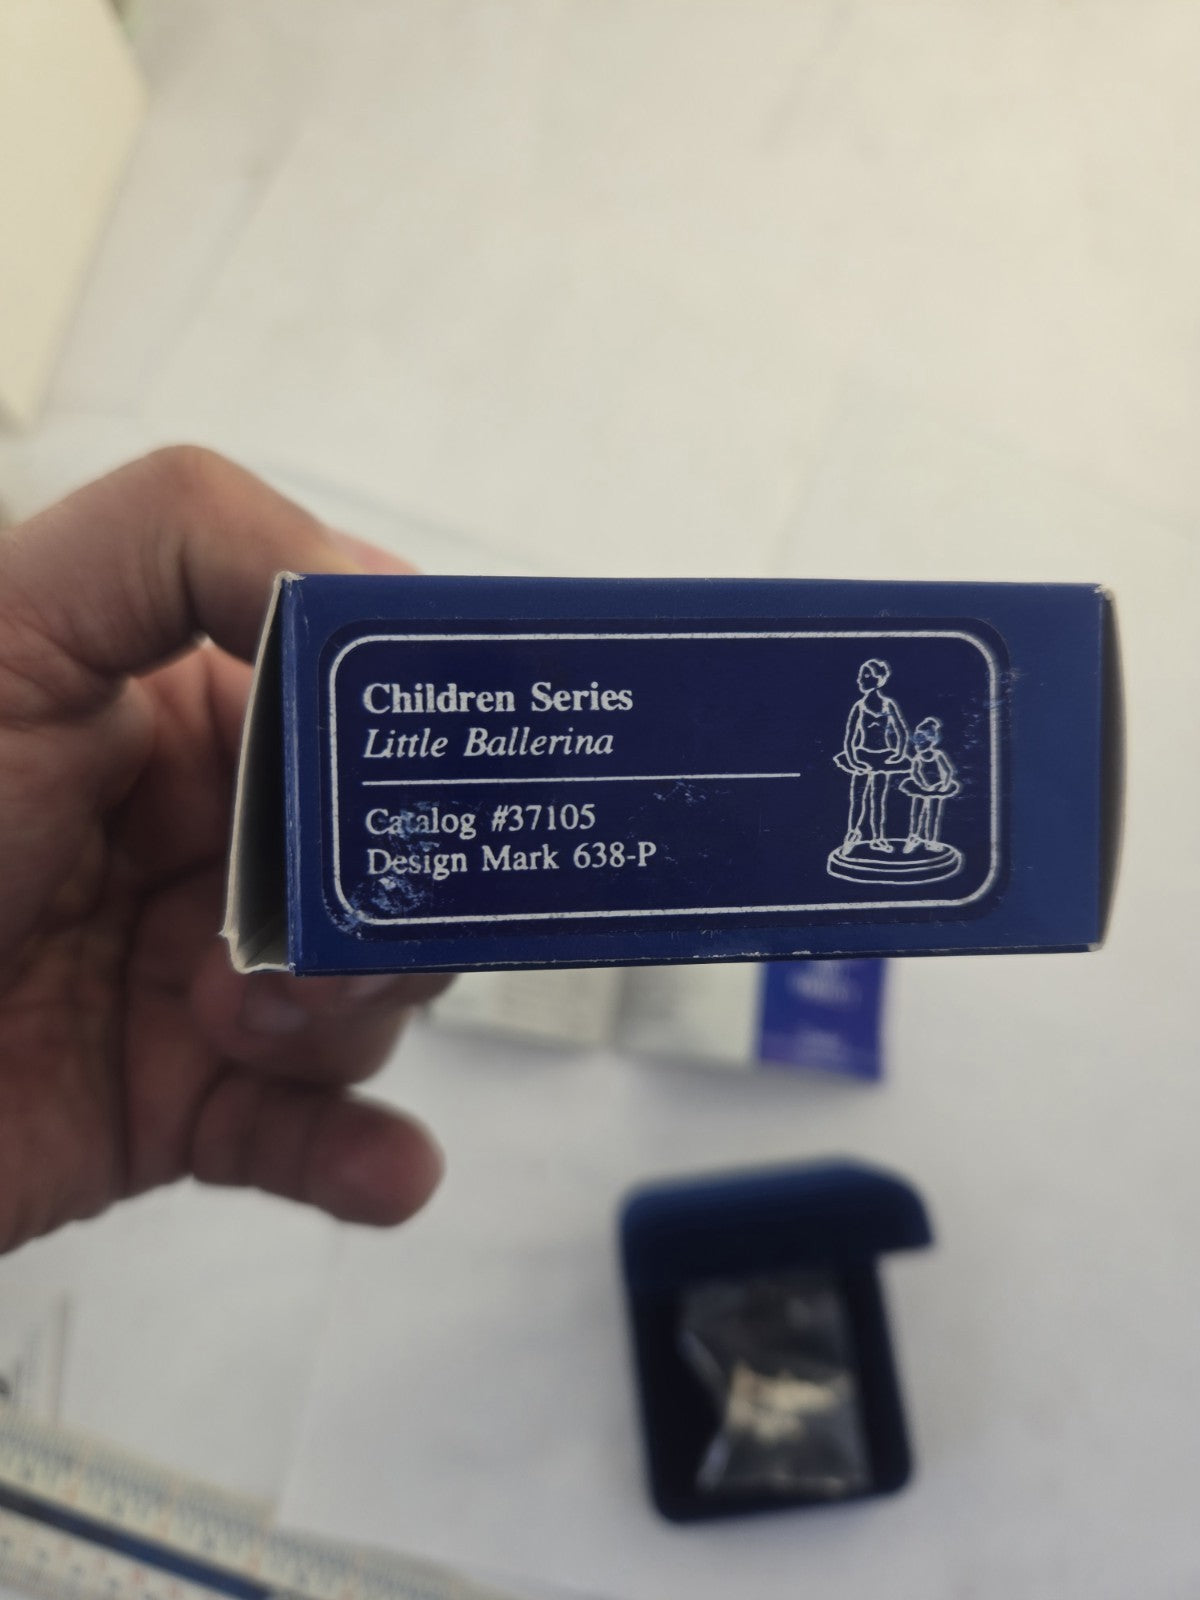 Children Series
Little Ballerina
Catalog #37105
Design Mark 638-P